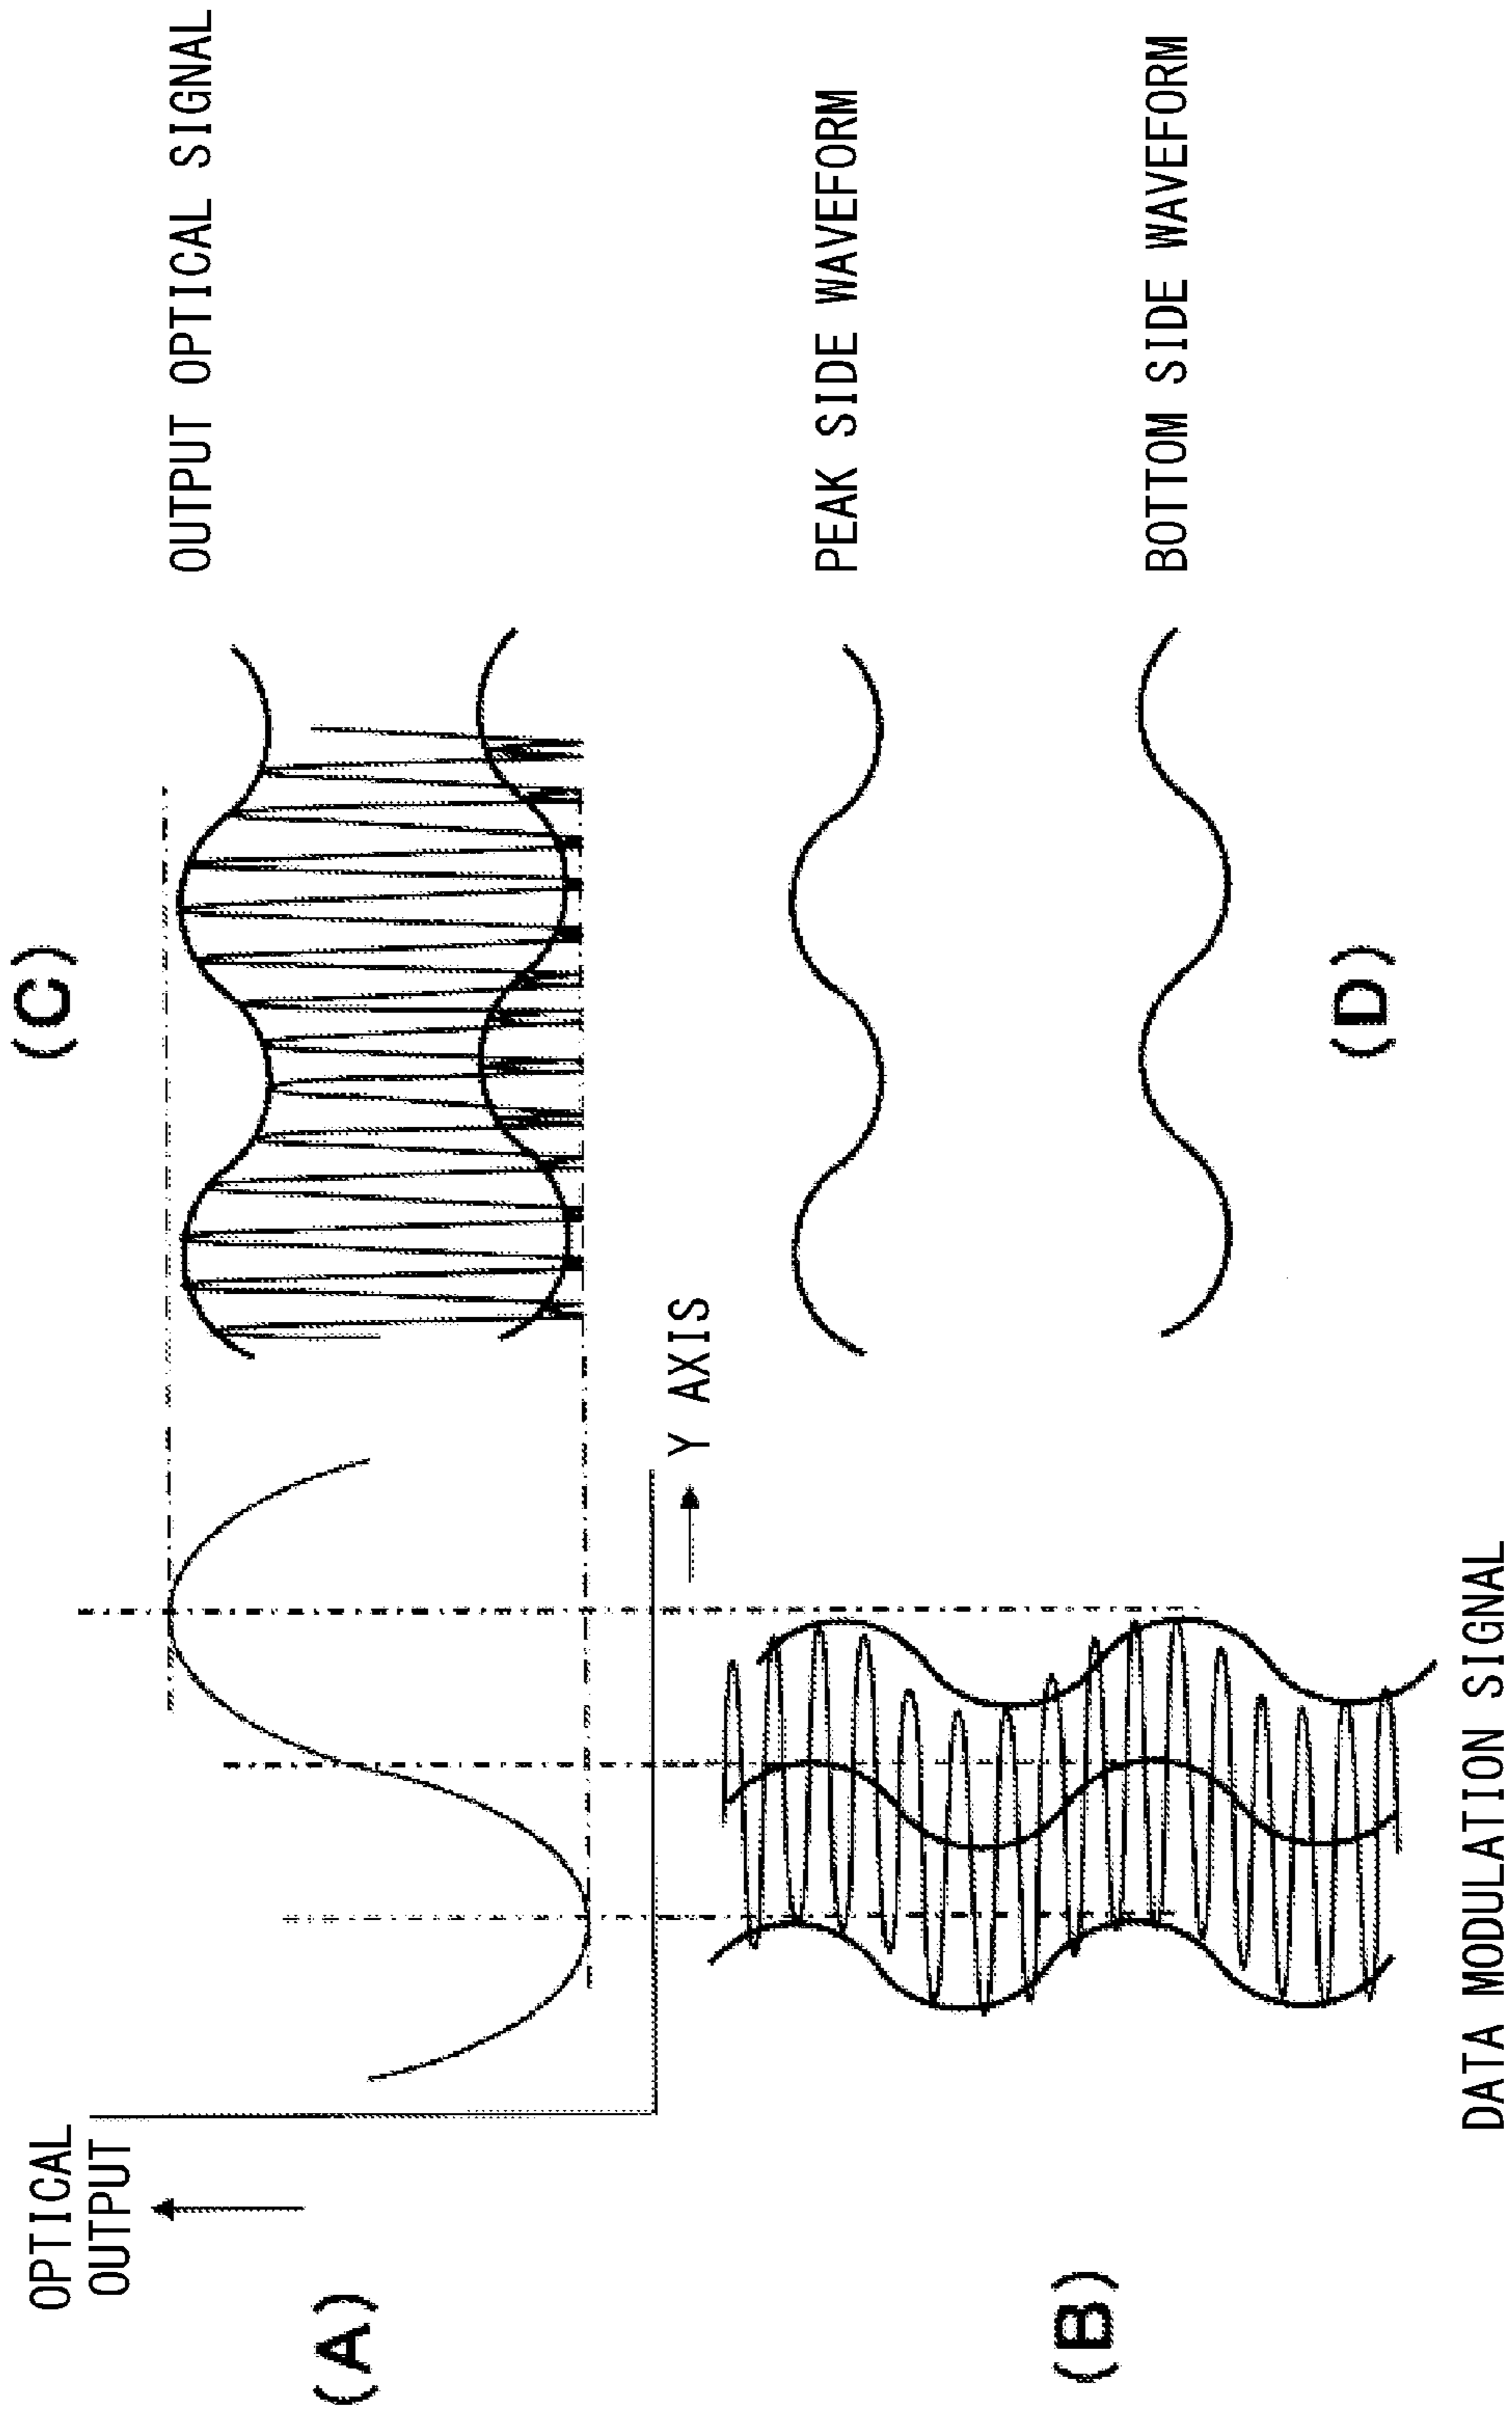 (C)
OPTICAL
OUTPUT
OUTPUT OPTICAL SIGNAL
(A)
Y AXIS
PEAK SIDE WAVEFORM
(B)
BOTTOM SIDE WAVEFORM
(D)
DATA MODULATION SIGNAL